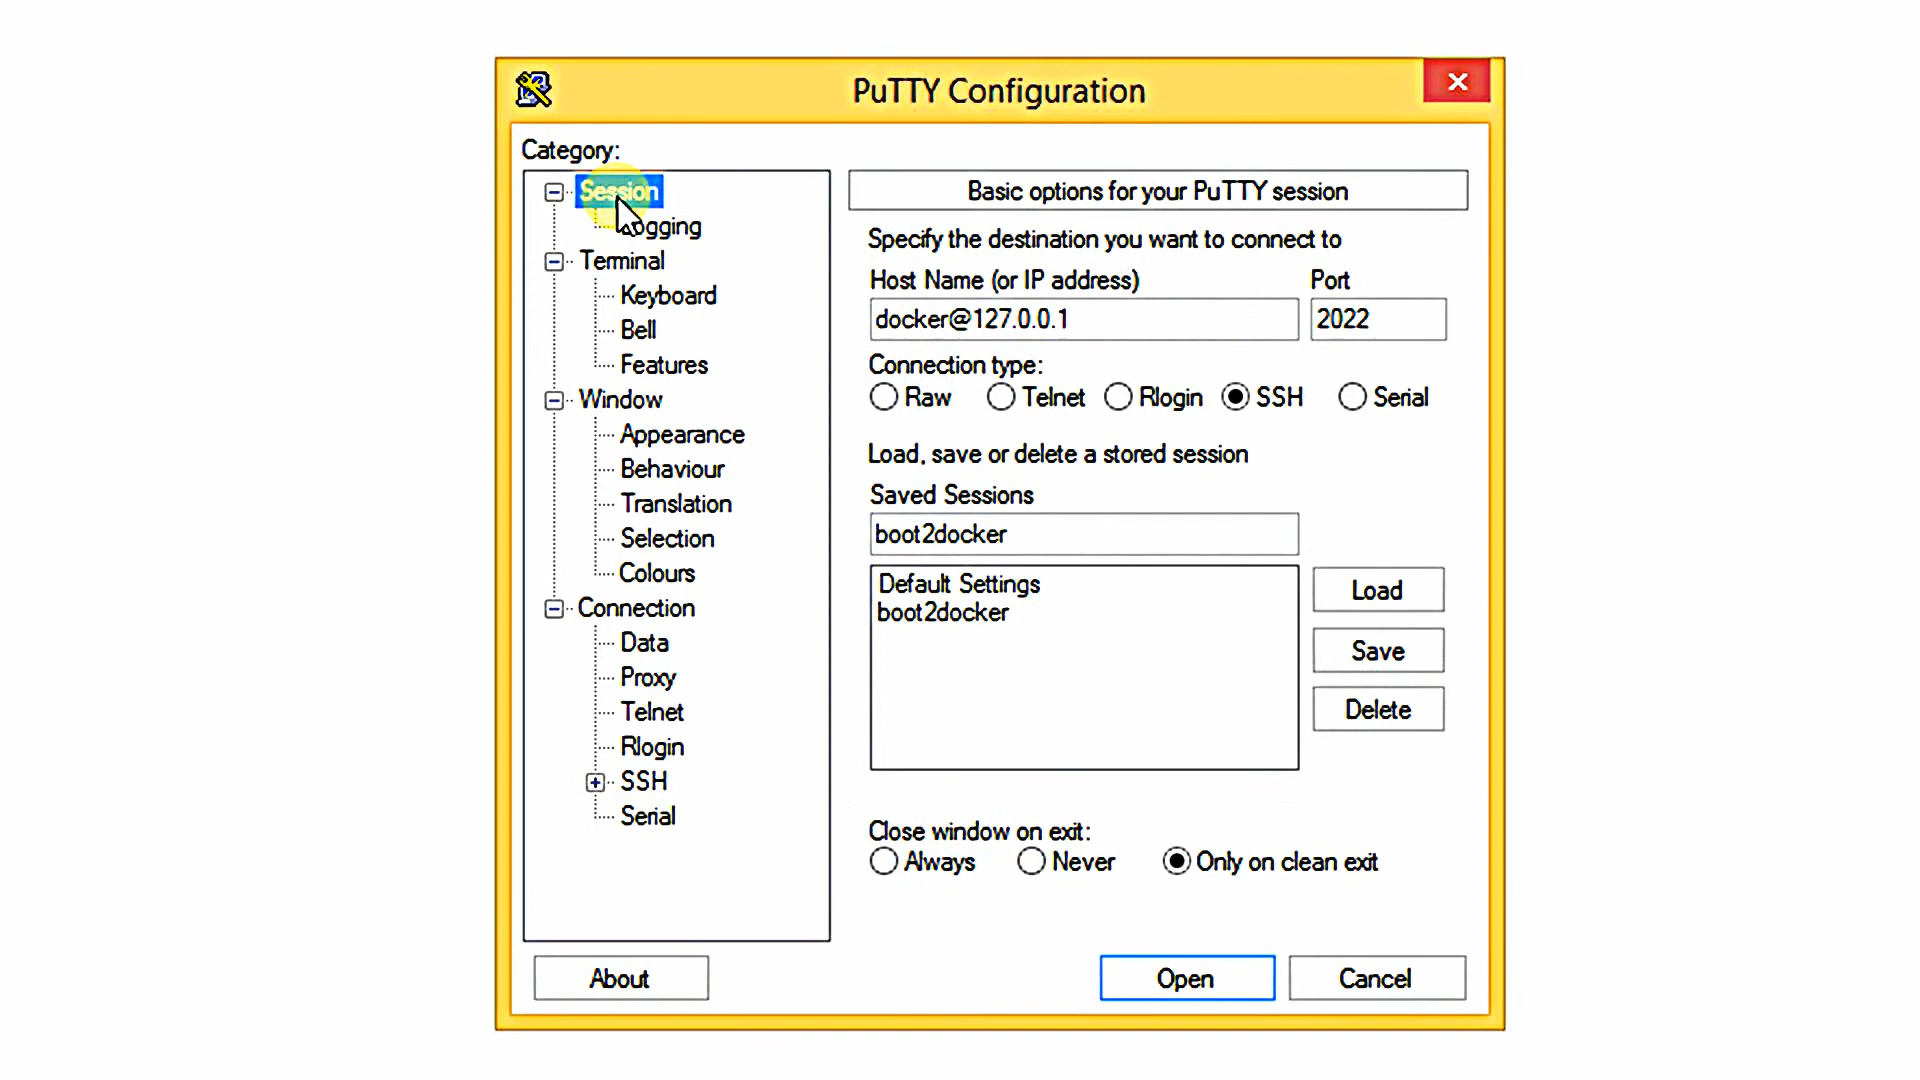 PuTTY Configuration
Category:
Session
Logging
Terminal
Keyboard
Bell
Features
Window
Appearance
Behaviour
Translation
Selection
Colours
Connection
Data
Proxy
Telnet
Rlogin
SSH
Serial
Basic options for your PuTTY session
Specify the destination you want to connect to
Host Name (or IP address) Port
docker@127.0.0.1 2022
Connection type:
Raw Telnet Rlogin SSH Serial
Load, save or delete a stored session
Saved Sessions
boot2docker
Default Settings
boot2docker
Load
Save
Delete
Close window on exit:
Always Never Only on clean exit
About Open Cancel